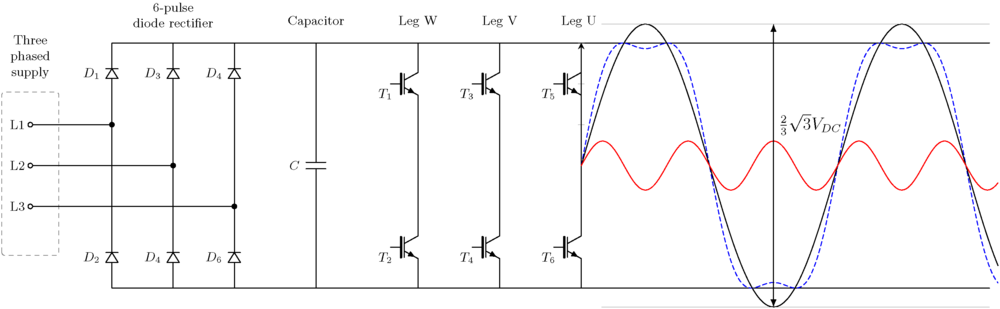 6-pulse
diode rectifier
Capacitor
Leg W
Leg V
Leg U
Three
phased
supply
D₁
D₃
D₄
T₁
T₃
T₅
L1
L2
L3
C
2/3√3V_DC
D₂
D₄
D₆
T₂
T₄
T₆